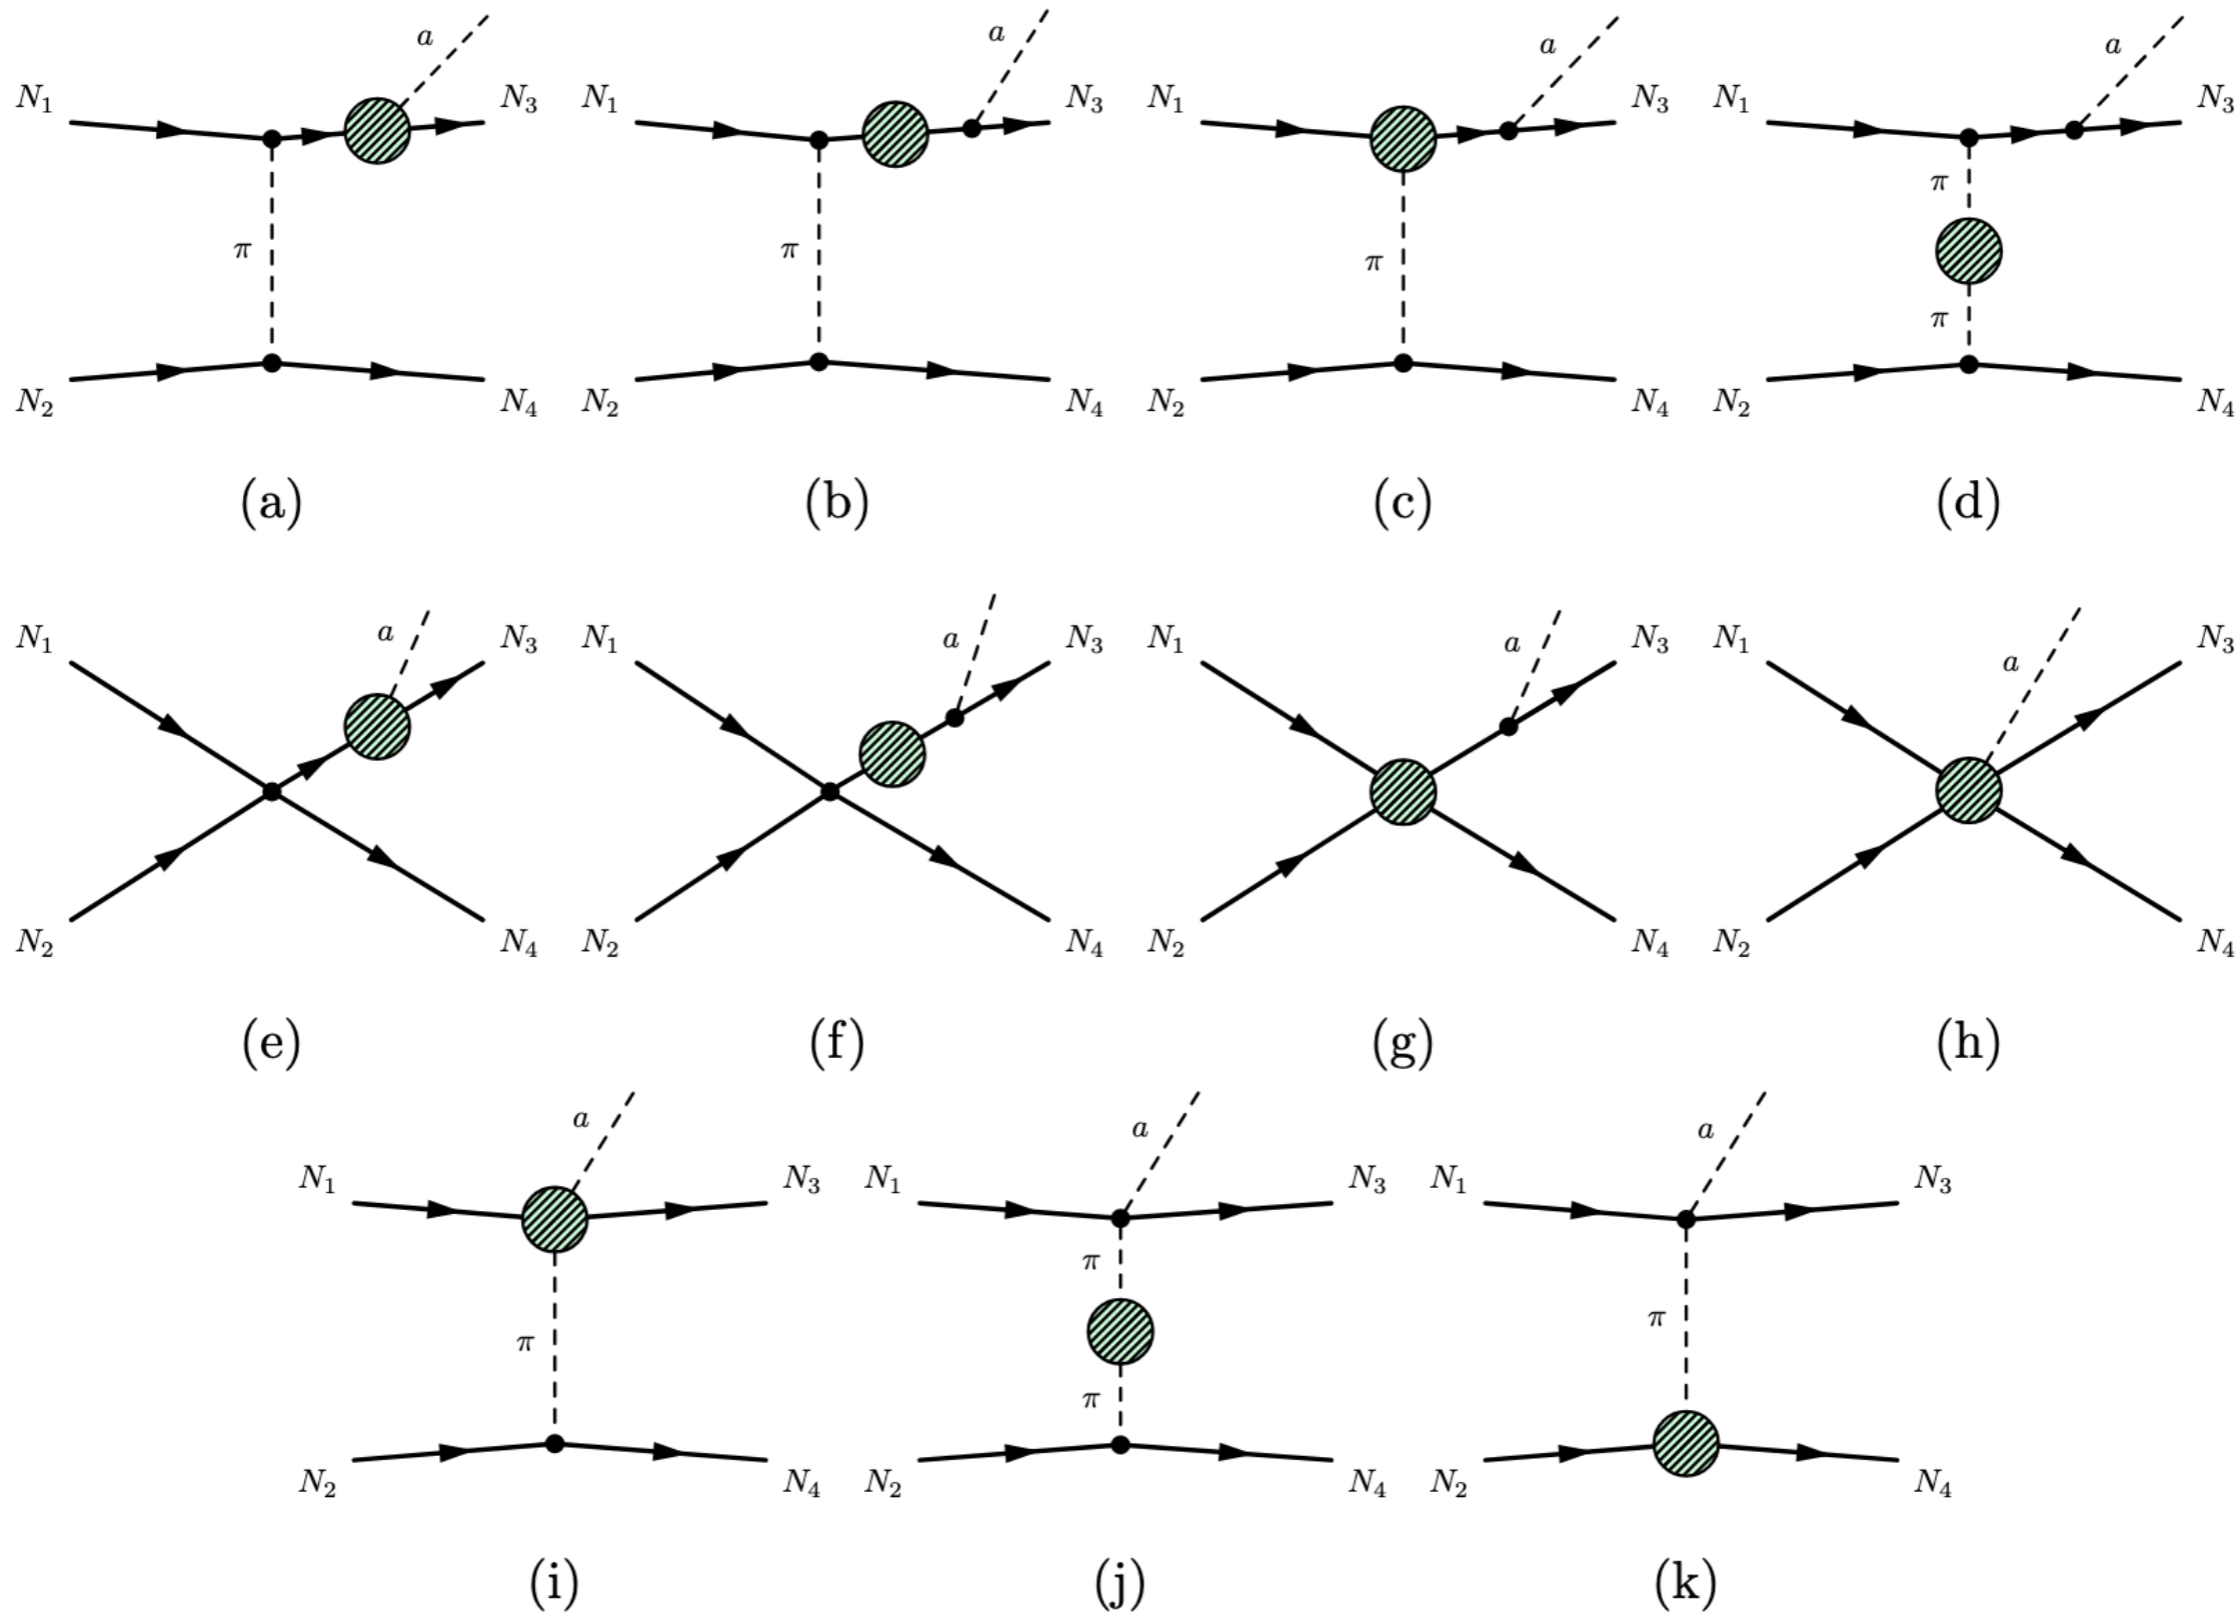 a a a a
N₁ N₃ N₁ N₃ N₁ N₃ N₁ N₃
π π π π
π
N₂ N₄ N₂ N₄ N₂ N₄ N₂ N₄
(a) (b) (c) (d)
a a a a
N₁ N₃ N₁ N₃ N₁ N₃ N₁ N₃
N₂ N₄ N₂ N₄ N₂ N₄ N₂ N₄
(e) (f) (g) (h)
a a a
N₁ N₃ N₁ N₃ N₁ N₃
π π π
π
N₂ N₄ N₂ N₄ N₂ N₄
(i) (j) (k)